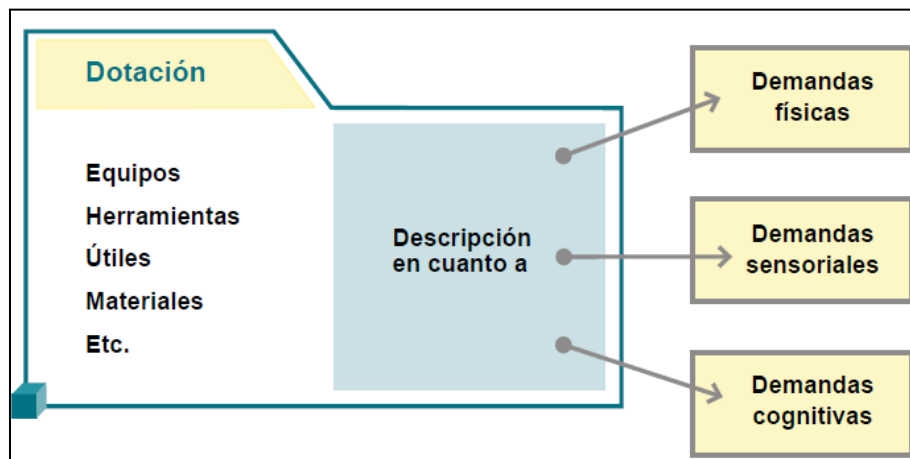 Dotación
Equipos
Herramientas
Útiles
Materiales
Etc.
Descripción
en cuanto a
Demandas
físicas
Demandas
sensoriales
Demandas
cognitivas